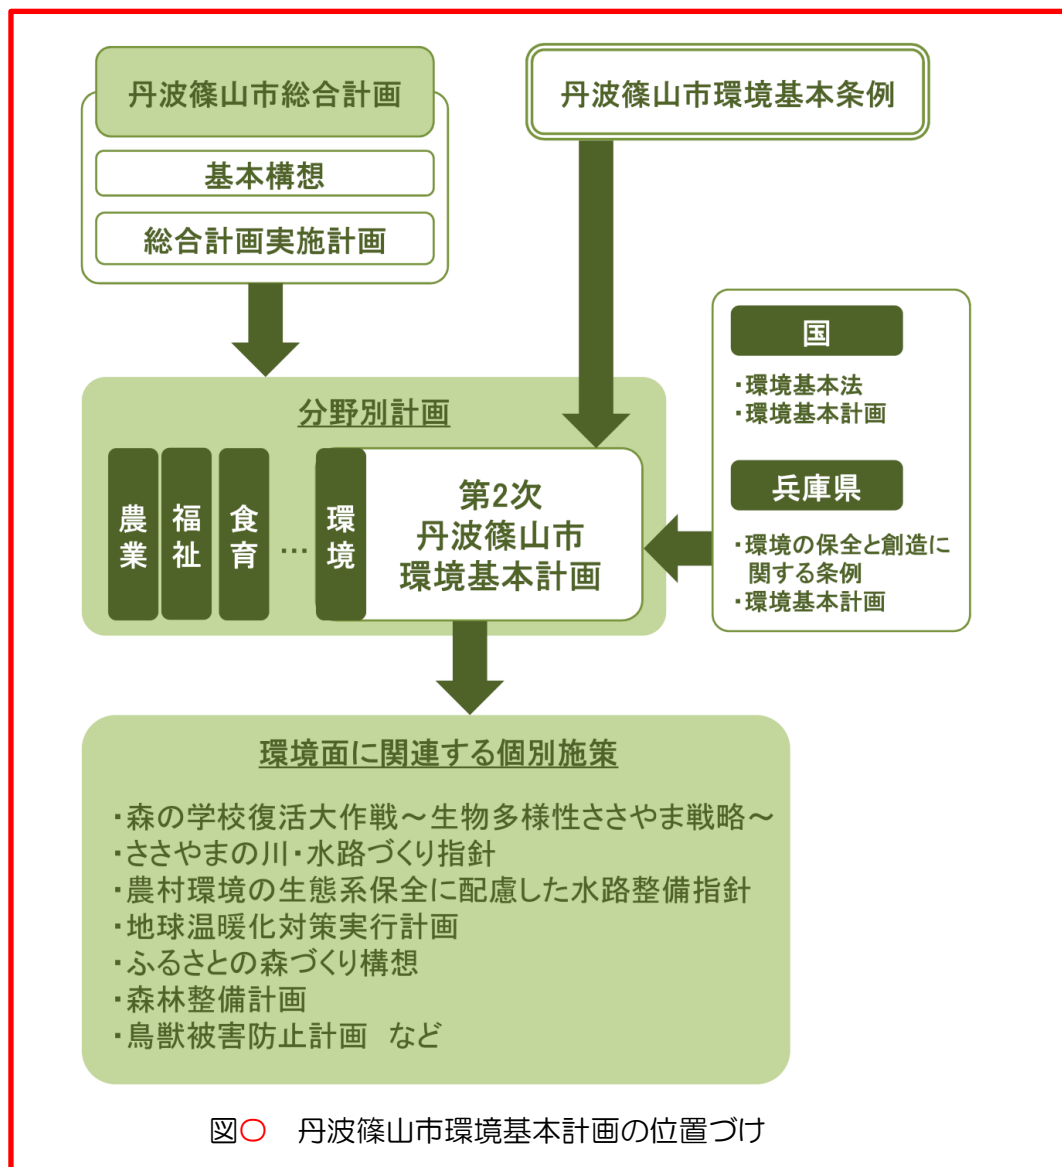 丹波篠山市総合計画
基本構想
総合計画実施計画
丹波篠山市環境基本条例
国
・環境基本法
・環境基本計画
兵庫県
・環境の保全と創造に
関する条例
・環境基本計画
分野別計画
農業
福祉
食育
…
環境
第2次
丹波篠山市
環境基本計画
環境面に関連する個別施策
・森の学校復活大作戦～生物多様性ささやま戦略～
・ささやまの川・水路づくり指針
・農村環境の生態系保全に配慮した水路整備指針
・地球温暖化対策実行計画
・ふるさとの森づくり構想
・森林整備計画
・鳥獣被害防止計画　など
図〇　丹波篠山市環境基本計画の位置づけ